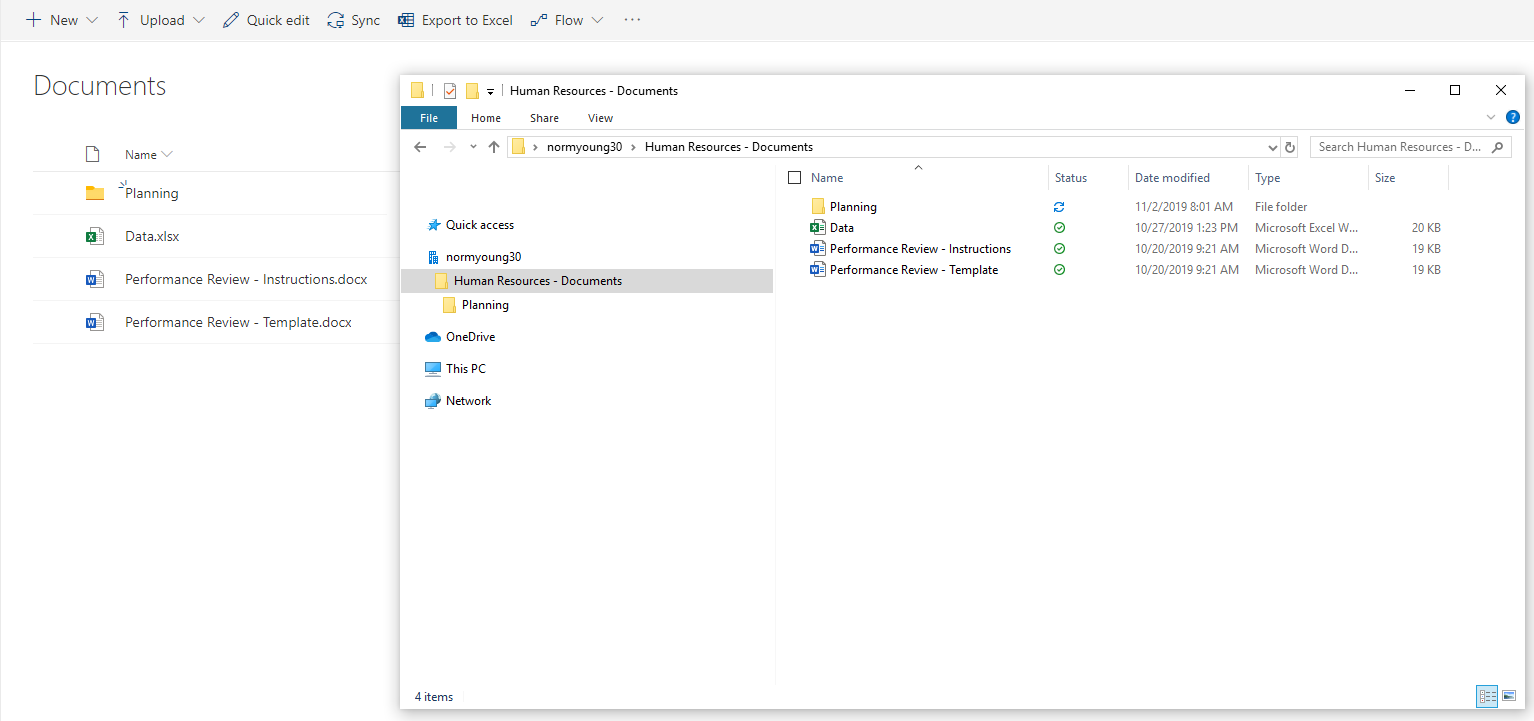 New Upload Quick edit Sync Export to Excel Flow ...
Documents
Name
Planning
Data.xlsx
Performance Review - Instructions.docx
Performance Review - Template.docx
Human Resources - Documents
File Home Share View
normyoung30 Human Resources - Documents
Search Human Resources - D...
Quick access
normyoung30
Human Resources - Documents
Planning
OneDrive
This PC
Network
Name Status Date modified Type Size
Planning 11/2/2019 8:01 AM File folder
Data 10/27/2019 1:23 PM Microsoft Excel W... 20 KB
Performance Review - Instructions 10/20/2019 9:21 AM Microsoft Word D... 19 KB
Performance Review - Template 10/20/2019 9:21 AM Microsoft Word D... 19 KB
4 items